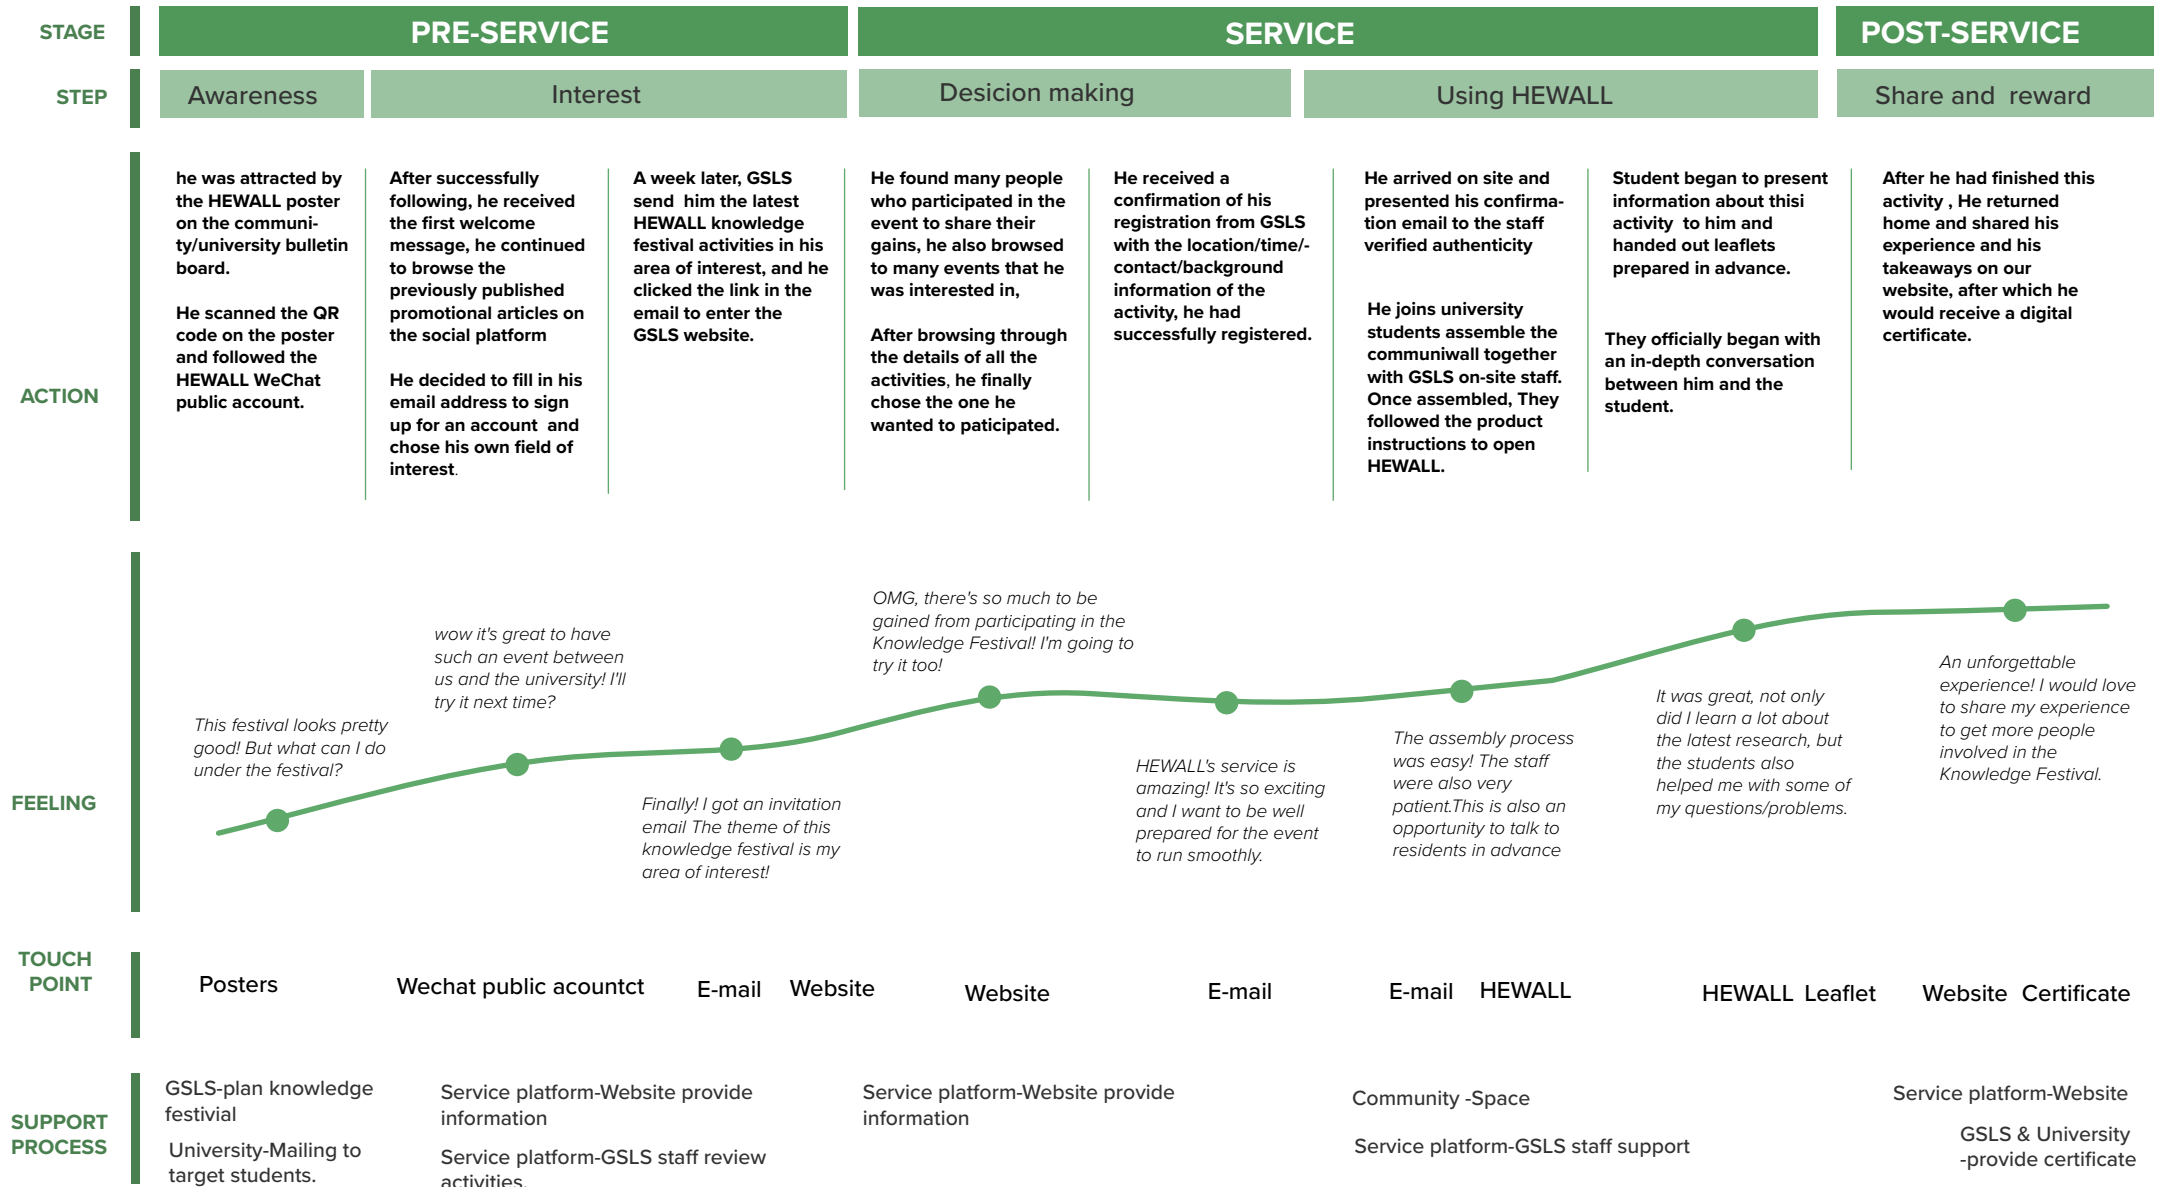 STAGE
PRE-SERVICE
SERVICE
POST-SERVICE
STEP
Awareness
Interest
Desicion making
Using HEWALL
Share and reward
ACTION
he was attracted by
the HEWALL poster
on the communi-
ty/university bulletin
board.
He scanned the QR
code on the poster
and followed the
HEWALL WeChat
public account.
After successfully
following, he received
the first welcome
message, he continued
to browse the
previously published
promotional articles on
the social platform
He decided to fill in his
email address to sign
up for an account and
chose his own field of
interest.
A week later, GSLS
send him the latest
HEWALL knowledge
festival activities in his
area of interest, and he
clicked the link in the
email to enter the
GSLS website.
He found many people
who participated in the
event to share their
gains, he also browsed
to many events that he
was interested in,
After browsing through
the details of all the
activities, he finally
chose the one he
wanted to paticipated.
He received a
confirmation of his
registration from GSLS
with the location/time/-
contact/background
information of the
activity, he had
successfully registered.
He arrived on site and
presented his confirma-
tion email to the staff
verified authenticity
He joins university
students assemble the
communiwall together
with GSLS on-site staff.
Once assembled, They
followed the product
instructions to open
HEWALL.
Student began to present
information about thisi
activity to him and
handed out leaflets
prepared in advance.
They officially began with
an in-depth conversation
between him and the
student.
After he had finished this
activity , He returned
home and shared his
experience and his
takeaways on our
website, after which he
would receive a digital
certificate.
FEELING
This festival looks pretty
good! But what can I do
under the festival?
wow it's great to have
such an event between
us and the university! I'll
try it next time?
Finally! I got an invitation
email The theme of this
knowledge festival is my
area of interest!
OMG, there's so much to be
gained from participating in the
Knowledge Festival! I'm going to
try it too!
HEWALL's service is
amazing! It's so exciting
and I want to be well
prepared for the event
to run smoothly.
The assembly process
was easy! The staff
were also very
patient.This is also an
opportunity to talk to
residents in advance
It was great, not only
did I learn a lot about
the latest research, but
the students also
helped me with some of
my questions/problems.
An unforgettable
experience! I would love
to share my experience
to get more people
involved in the
Knowledge Festival.
TOUCH
POINT
Posters
Wechat public acountct
E-mail Website
Website
E-mail
E-mail HEWALL
HEWALL Leaflet
Website Certificate
SUPPORT
PROCESS
GSLS-plan knowledge
festivial
University-Mailing to
target students.
Service platform-Website provide
information
Service platform-GSLS staff review
activities.
Service platform-Website provide
information
Community -Space
Service platform-GSLS staff support
Service platform-Website
GSLS & University
-provide certificate